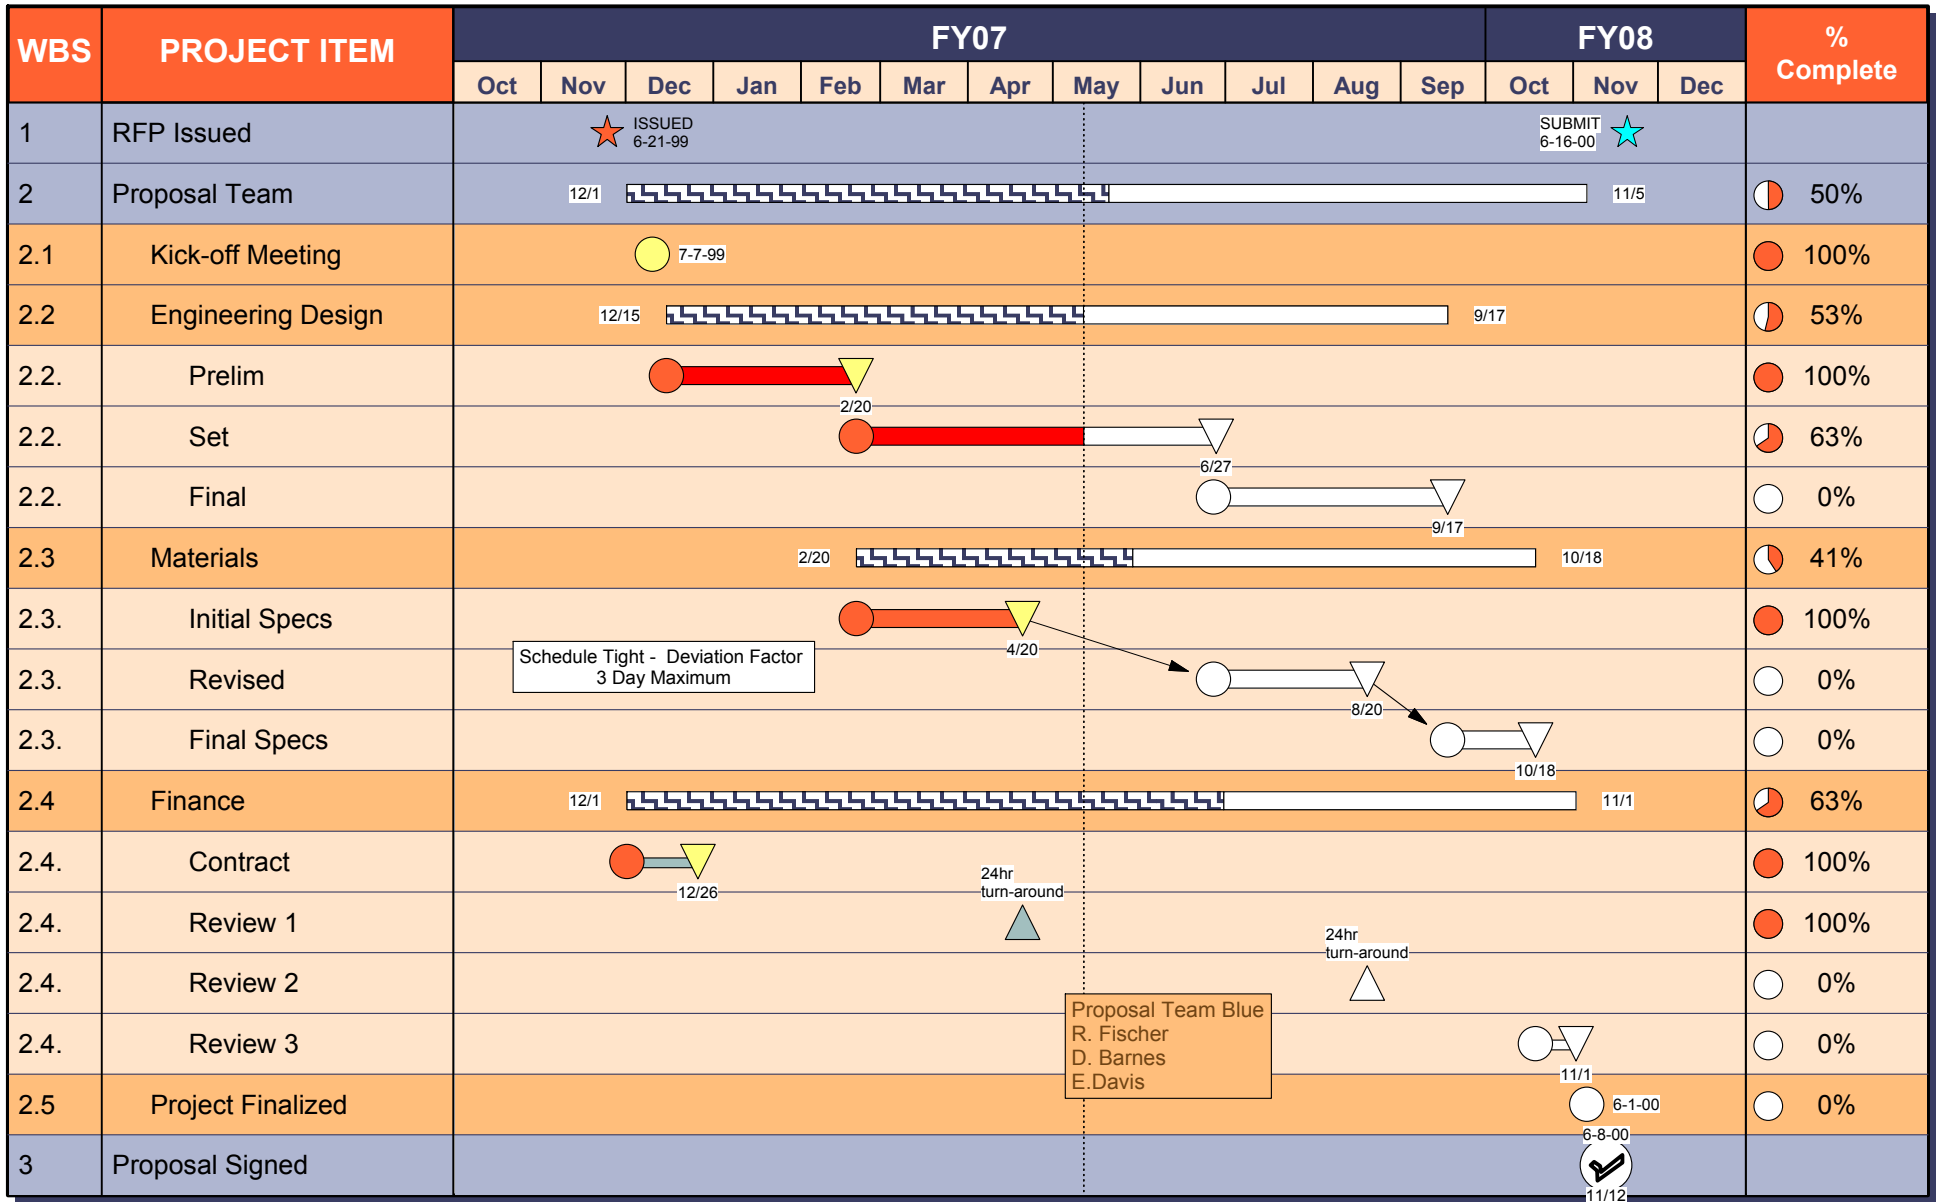 WBS
PROJECT ITEM
FY07
FY08
%
Complete
Oct Nov Dec Jan Feb Mar Apr May Jun Jul Aug Sep Oct Nov Dec
1 RFP Issued
ISSUED
6-21-99
SUBMIT
6-16-00
2 Proposal Team 12/1 11/5 50%
2.1 Kick-off Meeting 7-7-99 100%
2.2 Engineering Design 12/15 9/17 53%
2.2. Prelim 100%
2/20
2.2. Set 63%
6/27
2.2. Final 0%
9/17
2.3 Materials 2/20 10/18 41%
2.3. Initial Specs 100%
4/20
Schedule Tight - Deviation Factor
3 Day Maximum
2.3. Revised 0%
8/20
2.3. Final Specs 0%
10/18
2.4 Finance 12/1 11/1 63%
2.4. Contract 100%
12/26
24hr
turn-around
2.4. Review 1 100%
24hr
turn-around
2.4. Review 2 0%
Proposal Team Blue
R. Fischer
D. Barnes
E.Davis
2.4. Review 3 0%
11/1
2.5 Project Finalized 6-1-00 0%
6-8-00
3 Proposal Signed
11/12